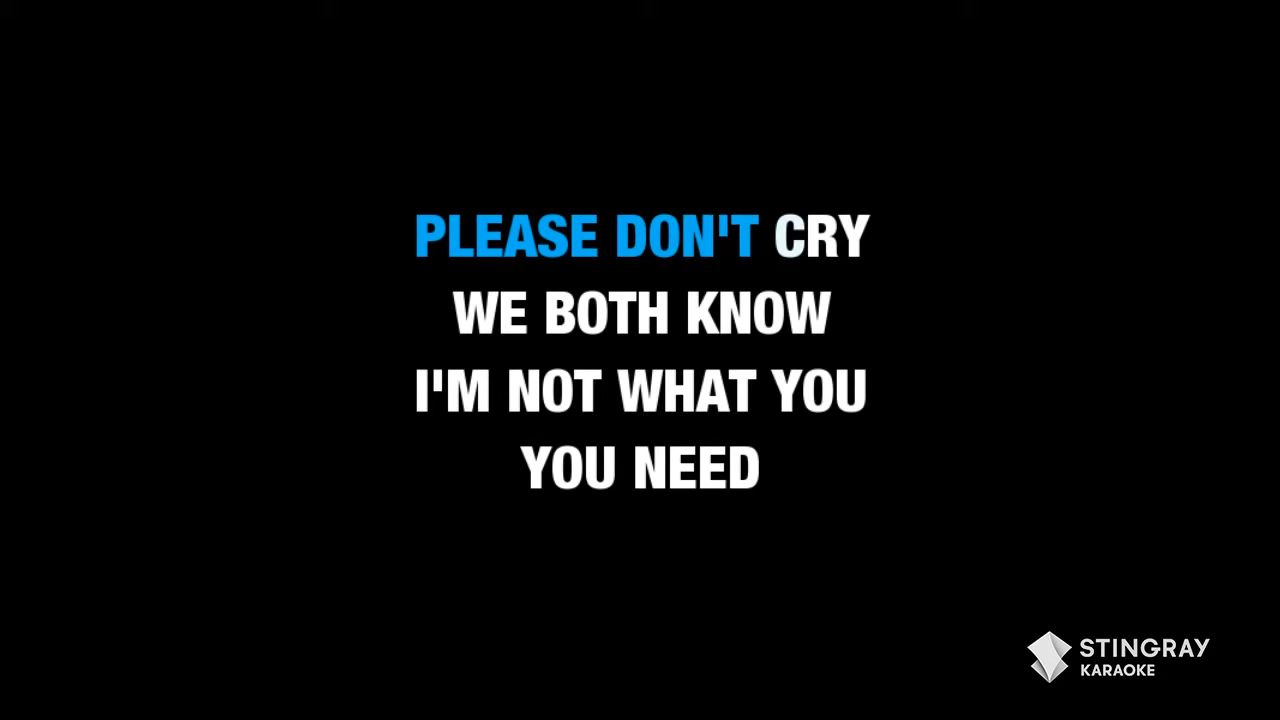 PLEASE DON'T CRY
WE BOTH KNOW
I'M NOT WHAT YOU
YOU NEED
STINGRAY
KARAOKE